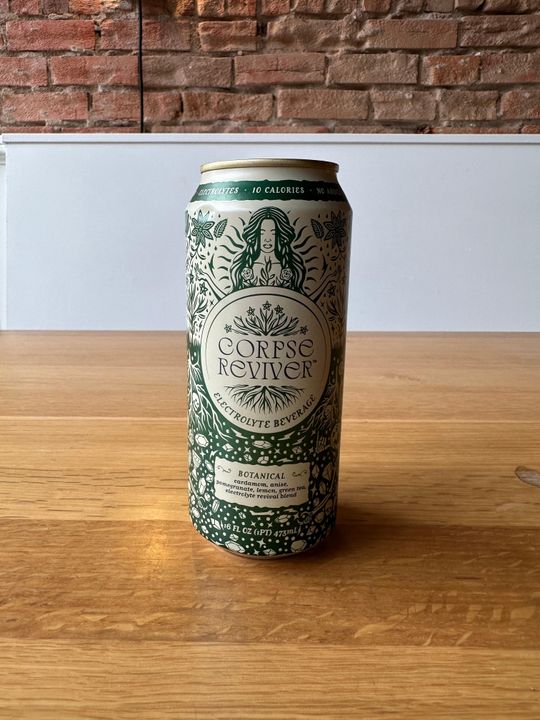 ELECTROLYTES • 10 CALORIES • NO
CORPSE
REVIVER™
ELECTROLYTE BEVERAGE
BOTANICAL
cardamom, anise,
pomegranate, lemon, green tea,
electrolyte revival blend
16 FL OZ (1PT) 473mL